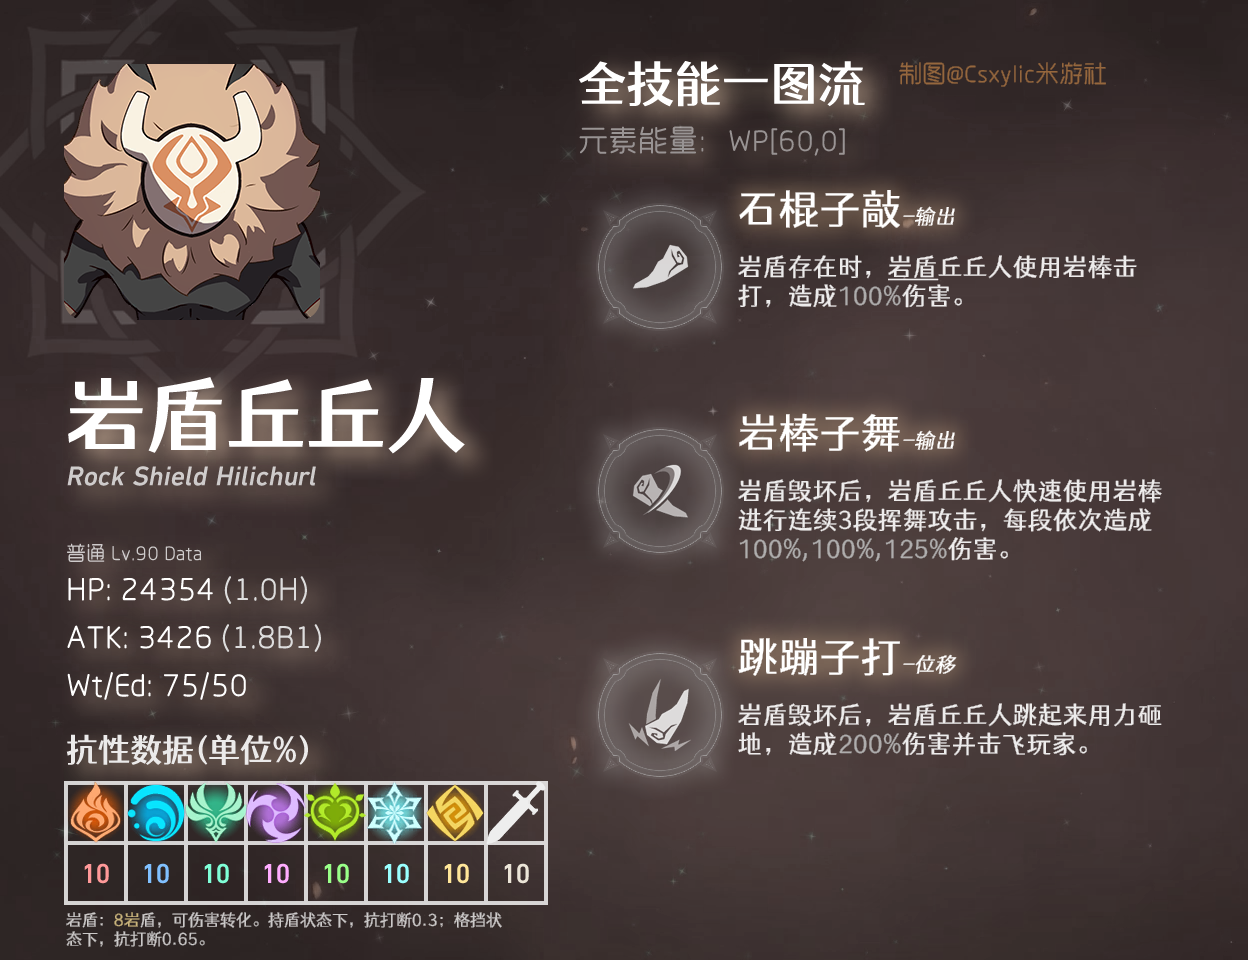 全技能一图流
制图@Csxylic米游社
元素能量： WP[60,0]
石棍子敲-输出
岩盾存在时，岩盾丘丘人使用岩棒击
打，造成100%伤害。
岩棒子舞-输出
岩盾毁坏后，岩盾丘丘人快速使用岩棒
进行连续3段挥舞攻击，每段依次造成
100%,100%,125%伤害。
跳蹦子打-位移
岩盾毁坏后，岩盾丘丘人跳起来用力砸
地，造成200%伤害并击飞玩家。
岩盾丘丘人
Rock Shield Hilichurl
普通 Lv.90 Data
HP: 24354 (1.0H)
ATK: 3426 (1.8B1)
Wt/Ed: 75/50
抗性数据(单位%)
10 10 10 10 10 10 10 10
岩盾：8岩盾，可伤害转化。持盾状态下，抗打断0.3；格挡状
态下，抗打断0.65。